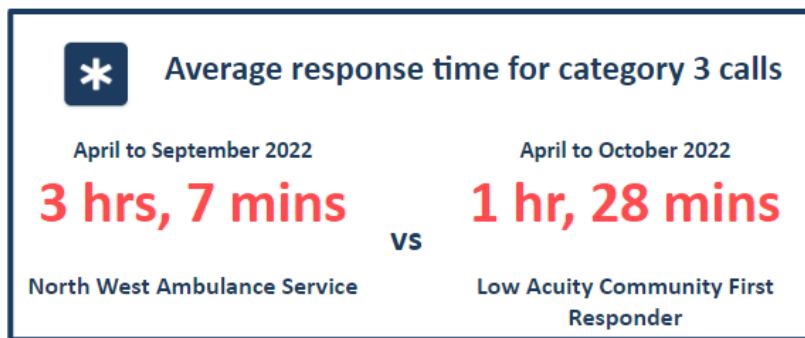 Average response time for category 3 calls
April to September 2022
3 hrs, 7 mins
North West Ambulance Service
vs
April to October 2022
1 hr, 28 mins
Low Acuity Community First
Responder